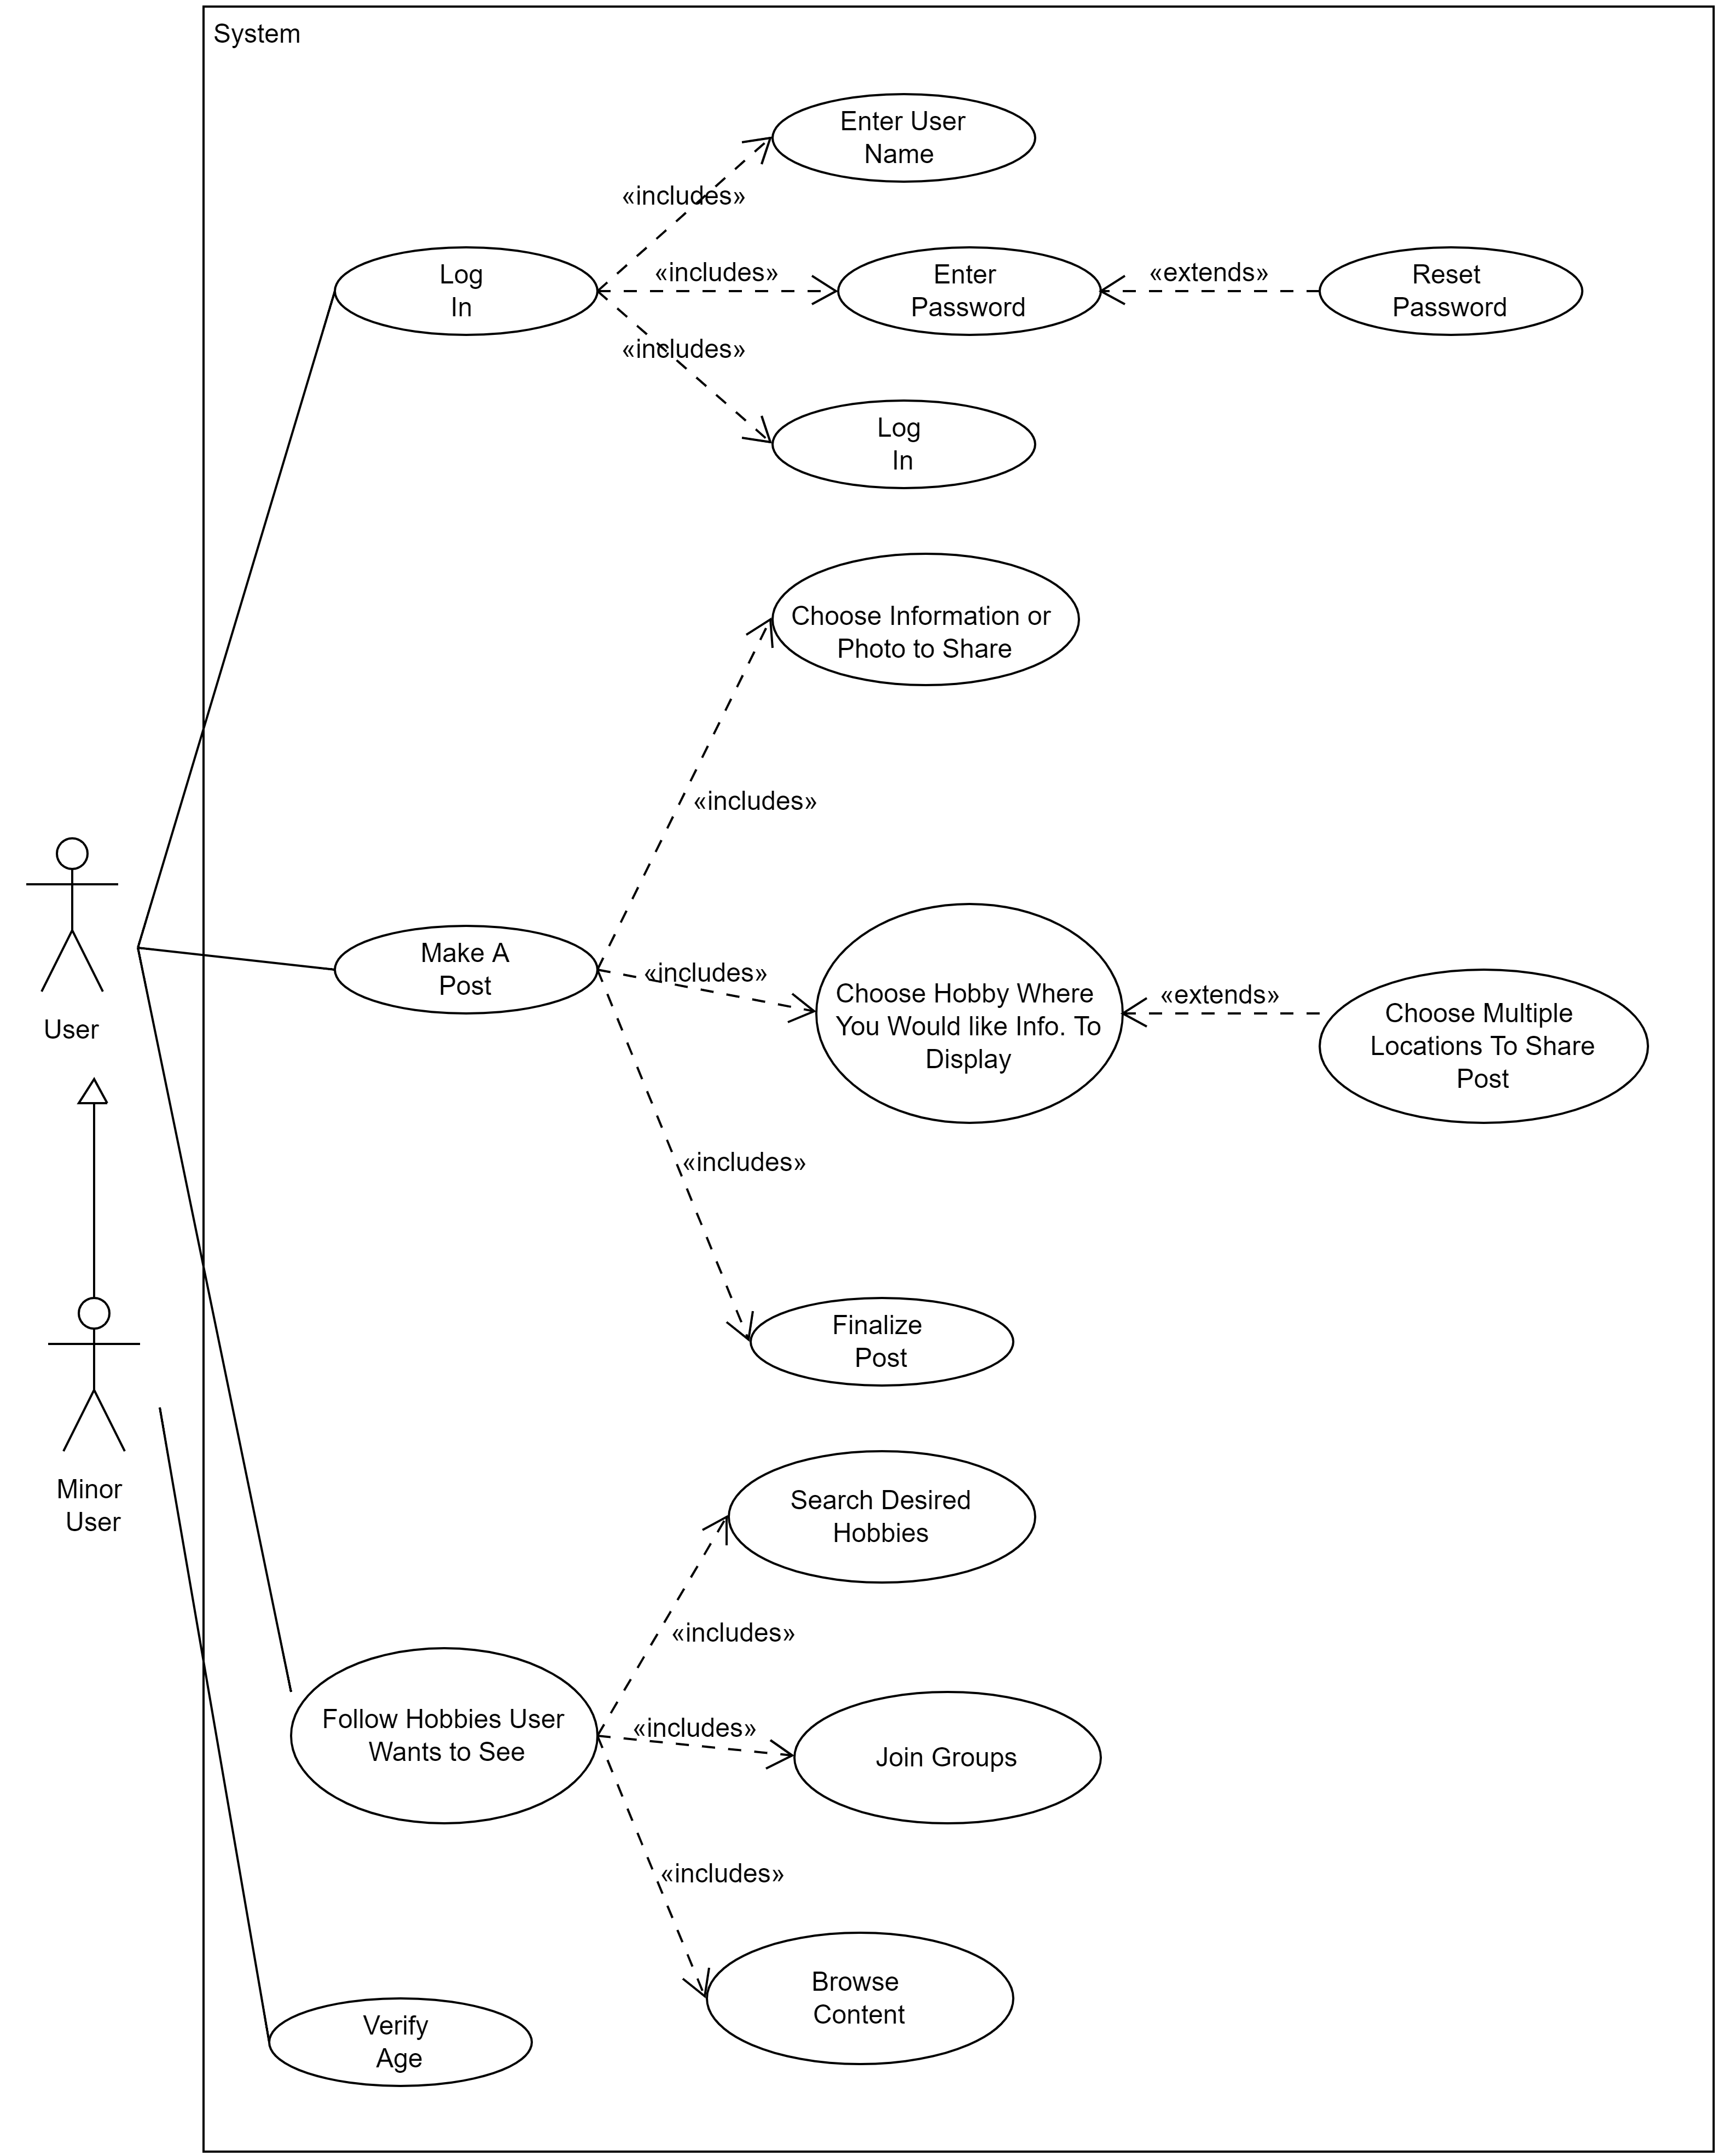 System
Enter User
Name
«includes»
Log
In
«includes»
Enter
Password
«extends»
Reset
Password
«includes»
Log
In
Choose Information or
Photo to Share
«includes»
User
Make A
Post
«includes»
Choose Hobby Where
You Would like Info. To
Display
«extends»
Choose Multiple
Locations To Share
Post
«includes»
Finalize
Post
Minor
User
Search Desired
Hobbies
«includes»
Follow Hobbies User
Wants to See
«includes»
Join Groups
«includes»
Browse
Content
Verify
Age